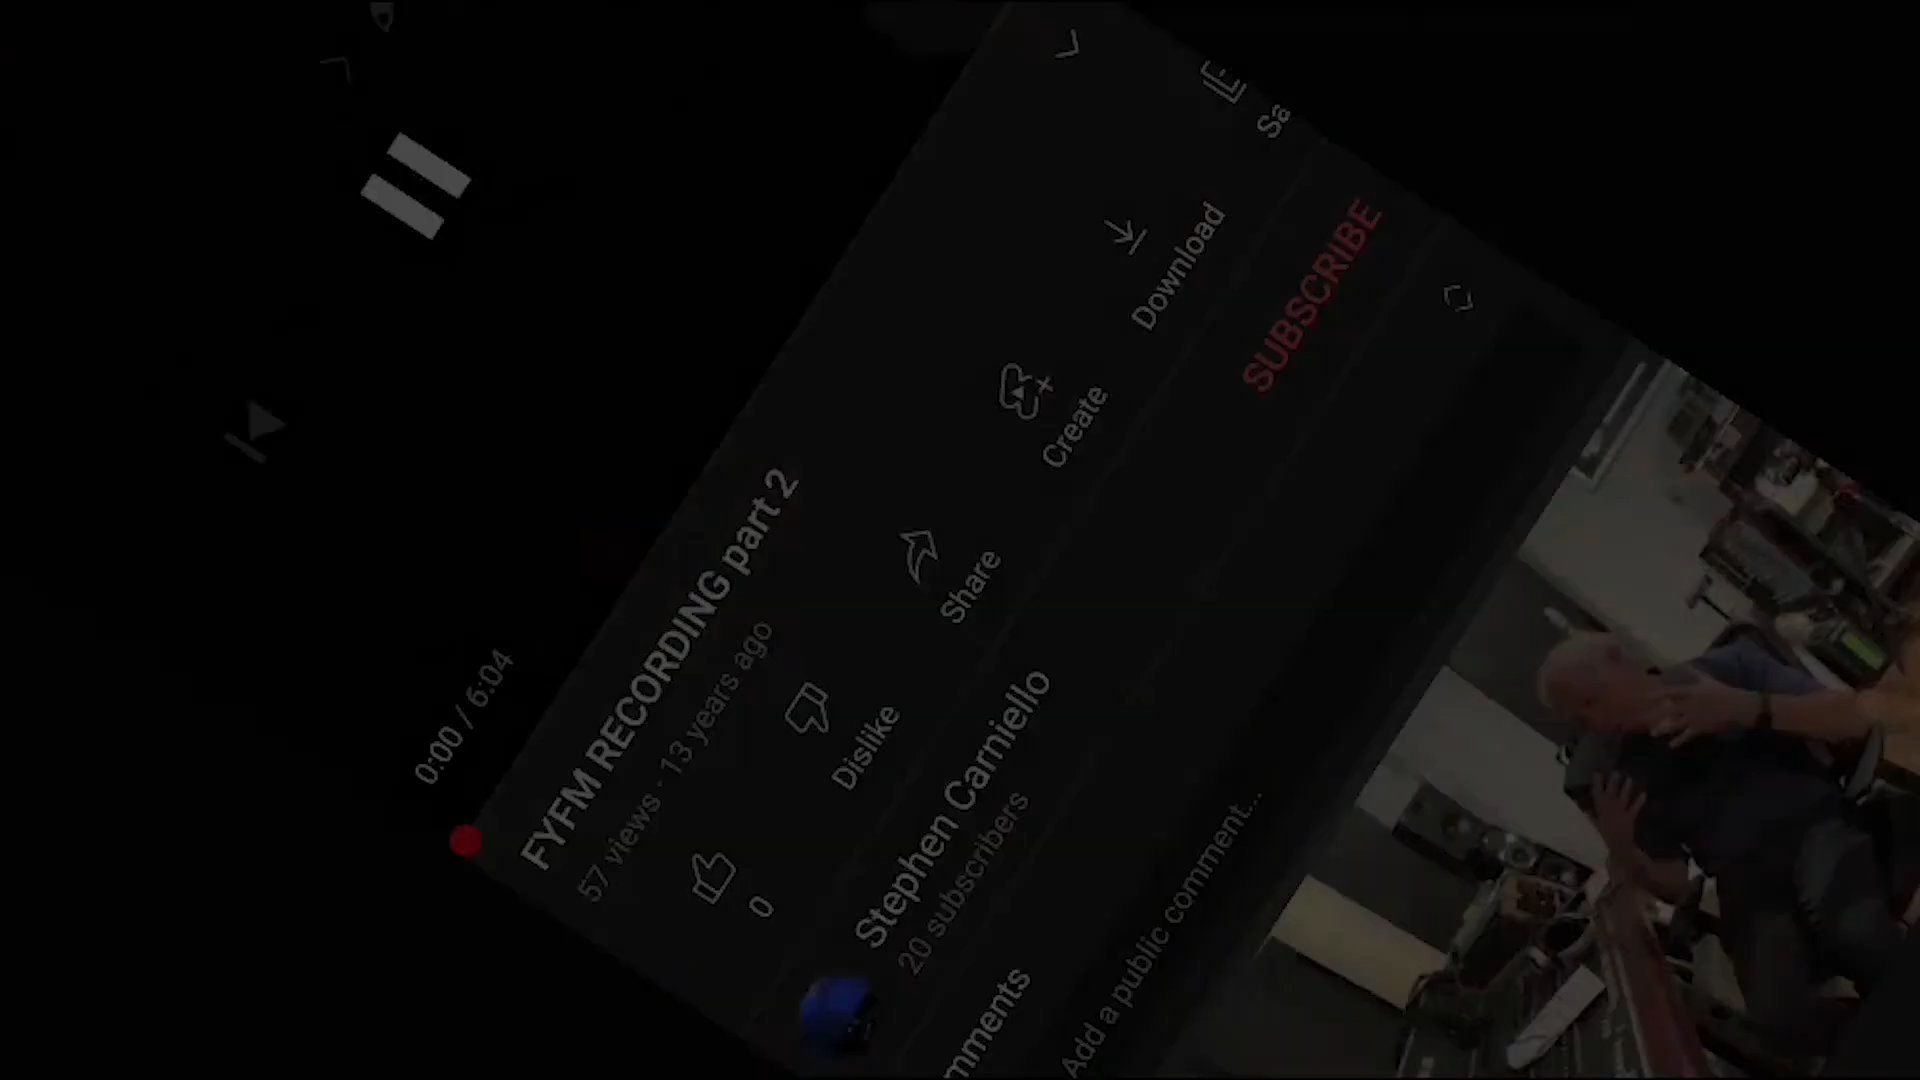 0:00 / 6:04
FYFM RECORDING part 2
57 views · 13 years ago
0
Dislike
Share
Create
Download
Sa
Stephen Carniello
20 subscribers
SUBSCRIBE
mments
Add a public comment...